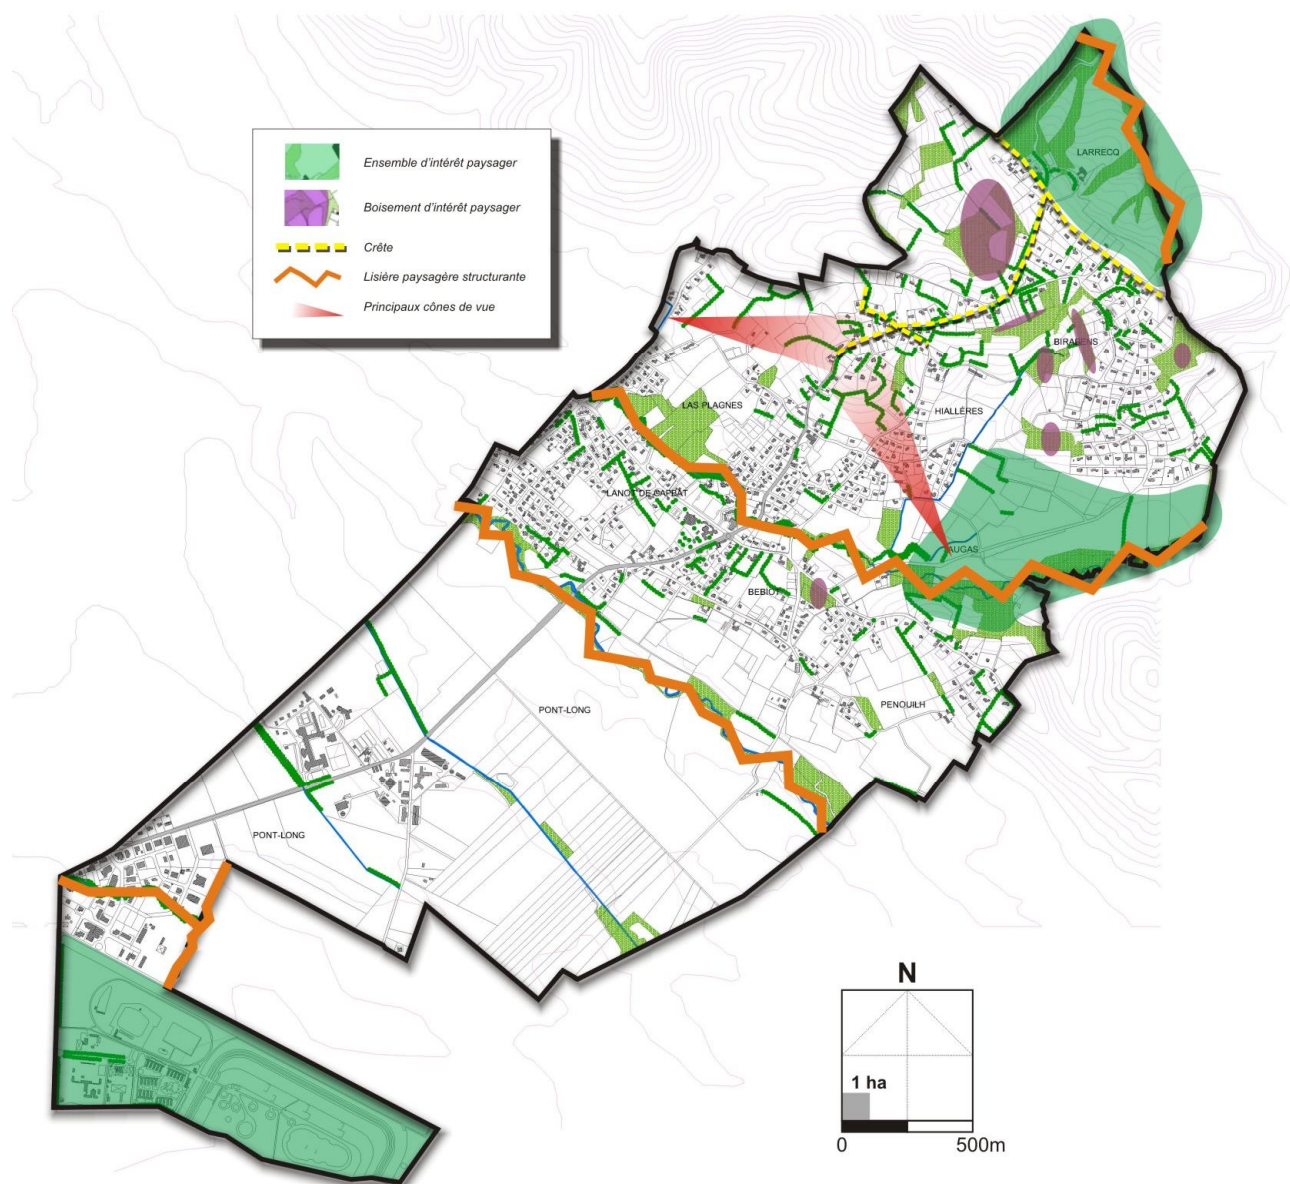 Ensemble d'intérêt paysager
Boisement d'intérêt paysager
Crête
Lisière paysagère structurante
Principaux cônes de vue
LARRECQ
BIRAGENS
LAS PLAGNES
HIALLÈRES
LANOT DE CAPBAT
AUGAS
BEBIOT
PENOUILH
PONT-LONG
PONT-LONG
N
1 ha
0
500m